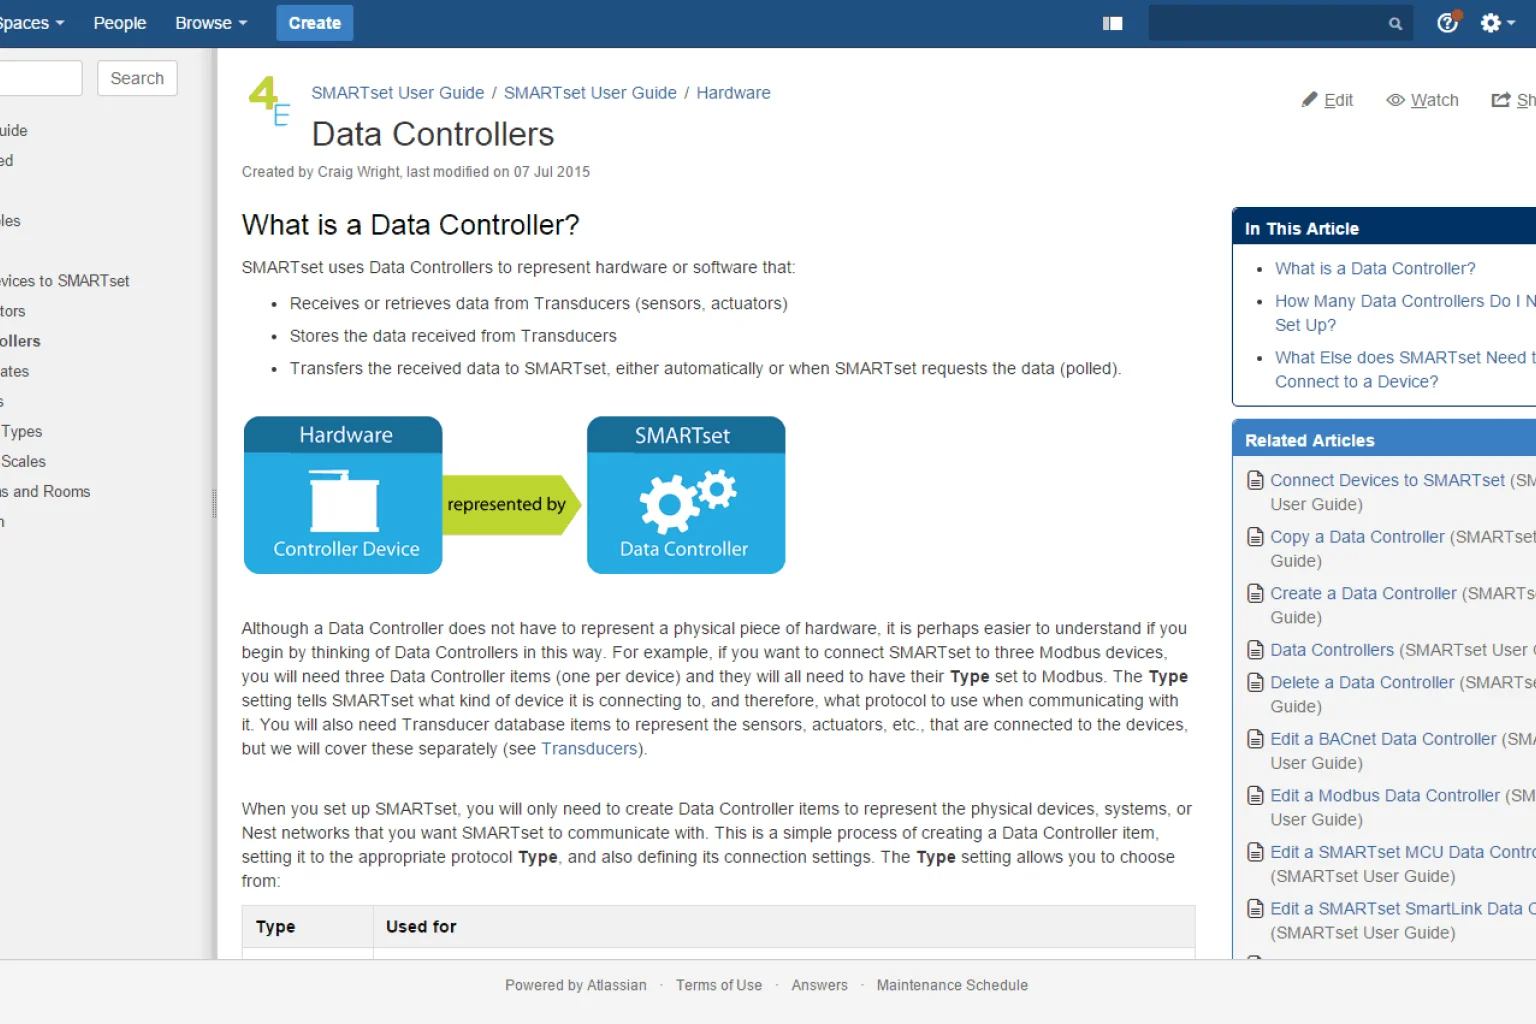 Spaces People Browse Create
Search
uide
ed
les
vices to SMARTset
tors
ollers
ates
s
Types
Scales
s and Rooms
n
4E
SMARTset User Guide / SMARTset User Guide / Hardware
Data Controllers
Created by Craig Wright, last modified on 07 Jul 2015
Edit Watch Sh
What is a Data Controller?
SMARTset uses Data Controllers to represent hardware or software that:
• Receives or retrieves data from Transducers (sensors, actuators)
• Stores the data received from Transducers
• Transfers the received data to SMARTset, either automatically or when SMARTset requests the data (polled).
Hardware
Controller Device
represented by
SMARTset
Data Controller
Although a Data Controller does not have to represent a physical piece of hardware, it is perhaps easier to understand if you
begin by thinking of Data Controllers in this way. For example, if you want to connect SMARTset to three Modbus devices,
you will need three Data Controller items (one per device) and they will all need to have their Type set to Modbus. The Type
setting tells SMARTset what kind of device it is connecting to, and therefore, what protocol to use when communicating with
it. You will also need Transducer database items to represent the sensors, actuators, etc., that are connected to the devices,
but we will cover these separately (see Transducers).
When you set up SMARTset, you will only need to create Data Controller items to represent the physical devices, systems, or
Nest networks that you want SMARTset to communicate with. This is a simple process of creating a Data Controller item,
setting it to the appropriate protocol Type, and also defining its connection settings. The Type setting allows you to choose
from:
Type Used for
In This Article
• What is a Data Controller?
• How Many Data Controllers Do I N
Set Up?
• What Else does SMARTset Need t
Connect to a Device?
Related Articles
Connect Devices to SMARTset (SM
User Guide)
Copy a Data Controller (SMARTset
Guide)
Create a Data Controller (SMARTs
Guide)
Data Controllers (SMARTset User G
Delete a Data Controller (SMARTse
Guide)
Edit a BACnet Data Controller (SMA
User Guide)
Edit a Modbus Data Controller (SM
User Guide)
Edit a SMARTset MCU Data Contro
(SMARTset User Guide)
Edit a SMARTset SmartLink Data C
(SMARTset User Guide)
Powered by Atlassian · Terms of Use · Answers · Maintenance Schedule